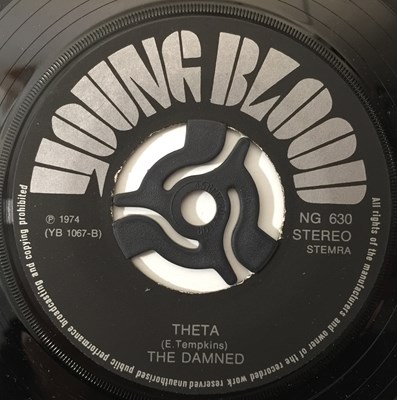 YOUNG BLOOD
℗ 1974
(YB 1067-B)
NG 630
STEREO
STEMRA
THETA
(E. Tempkins)
THE DAMNED
All rights of the manufacturers and owner of the recorded work reserved unauthorised public performance broadcasting and copying prohibited